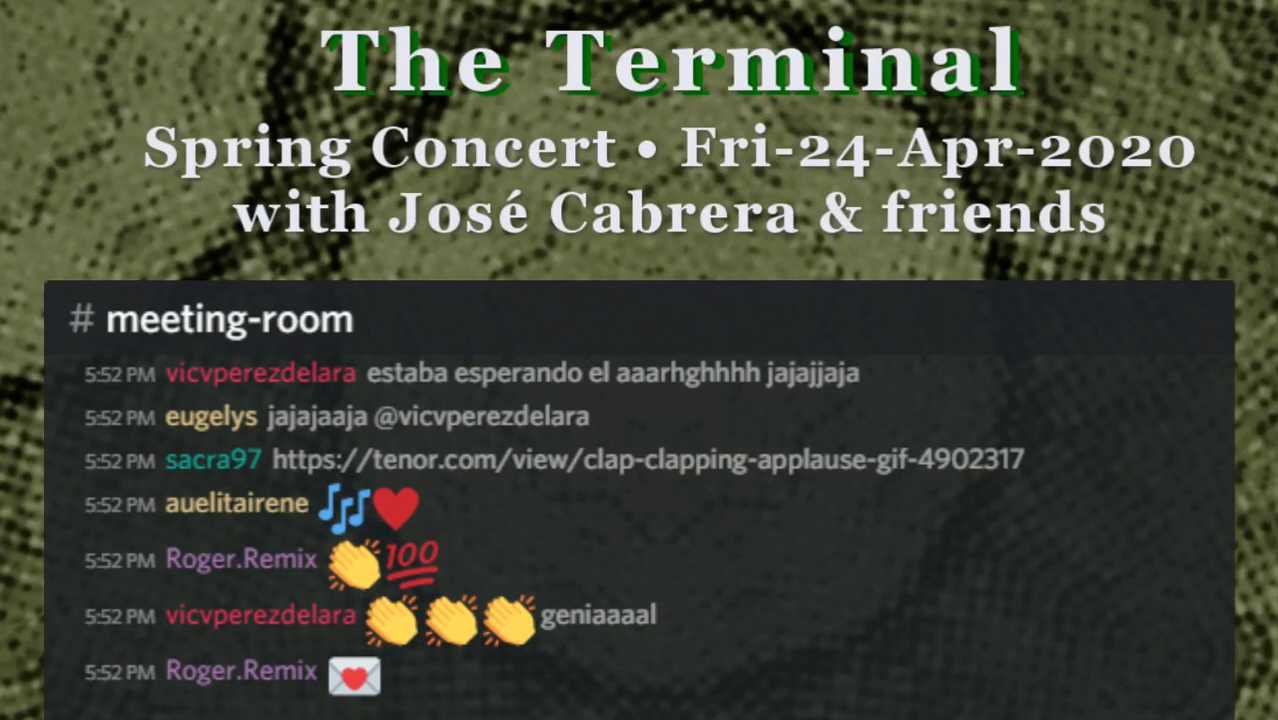 The Terminal
Spring Concert • Fri-24-Apr-2020
with José Cabrera & friends
# meeting-room
5:52 PM vicvperezdelara estaba esperando el aaarhghhhh jajajjaja
5:52 PM eugelys jajajaaja @vicvperezdelara
5:52 PM sacra97 https://tenor.com/view/clap-clapping-applause-gif-4902317
5:52 PM auelitairene 🎶❤️
5:52 PM Roger.Remix 👏💯
5:52 PM vicvperezdelara 👏👏👏geniaaaal
5:52 PM Roger.Remix 💌